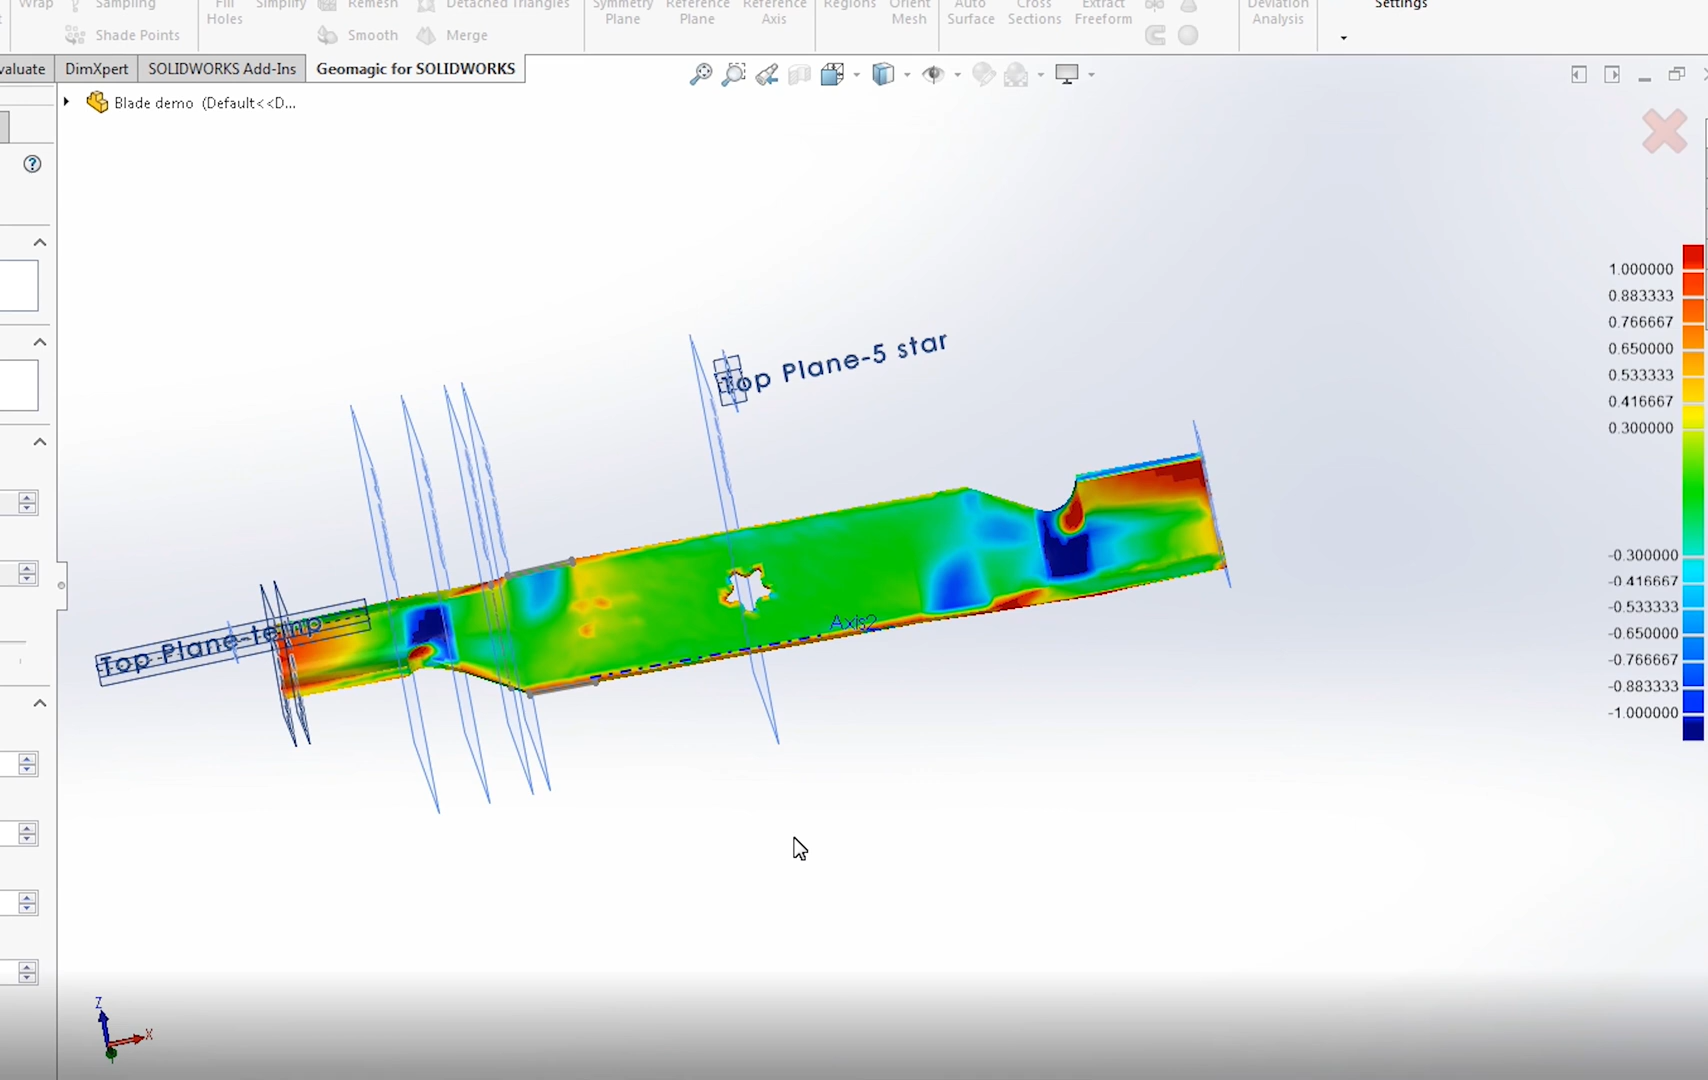 Wrap Sampling Fill Holes Simplify Remesh Detached Triangles Symmetry Plane Reference Plane Reference Axis Regions Orient Mesh Auto Surface Cross Sections Extract Freeform Deviation Analysis Settings
Shade Points Smooth Merge
valuate DimXpert SOLIDWORKS Add-Ins Geomagic for SOLIDWORKS
Blade demo (Default<<D...
Top Plane-5 star
Top Plane-temp
Axis2
1.000000
0.883333
0.766667
0.650000
0.533333
0.416667
0.300000
-0.300000
-0.416667
-0.533333
-0.650000
-0.766667
-0.883333
-1.000000
Z
X